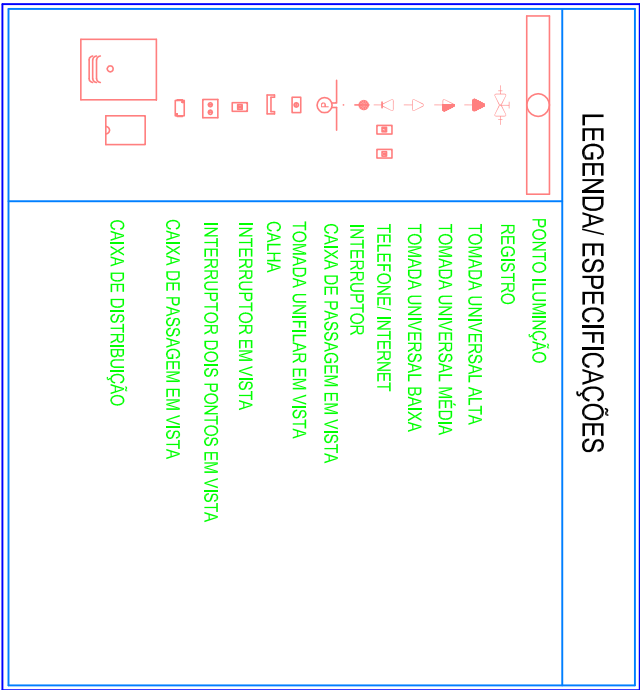 LEGENDA/ ESPECIFICAÇÕES
PONTO ILUMINÇÃO
REGISTRO
TOMADA UNIVERSAL ALTA
TOMADA UNIVERSAL MÉDIA
TOMADA UNIVERSAL BAIXA
TELEFONE/ INTERNET
INTERRUPTOR
CAIXA DE PASSAGEM EM VISTA
TOMADA UNIFILAR EM VISTA
CALHA
INTERRUPTOR EM VISTA
INTERRUPTOR DOIS PONTOS EM VISTA
CAIXA DE PASSAGEM EM VISTA
CAIXA DE DISTRIBUIÇÃO
P